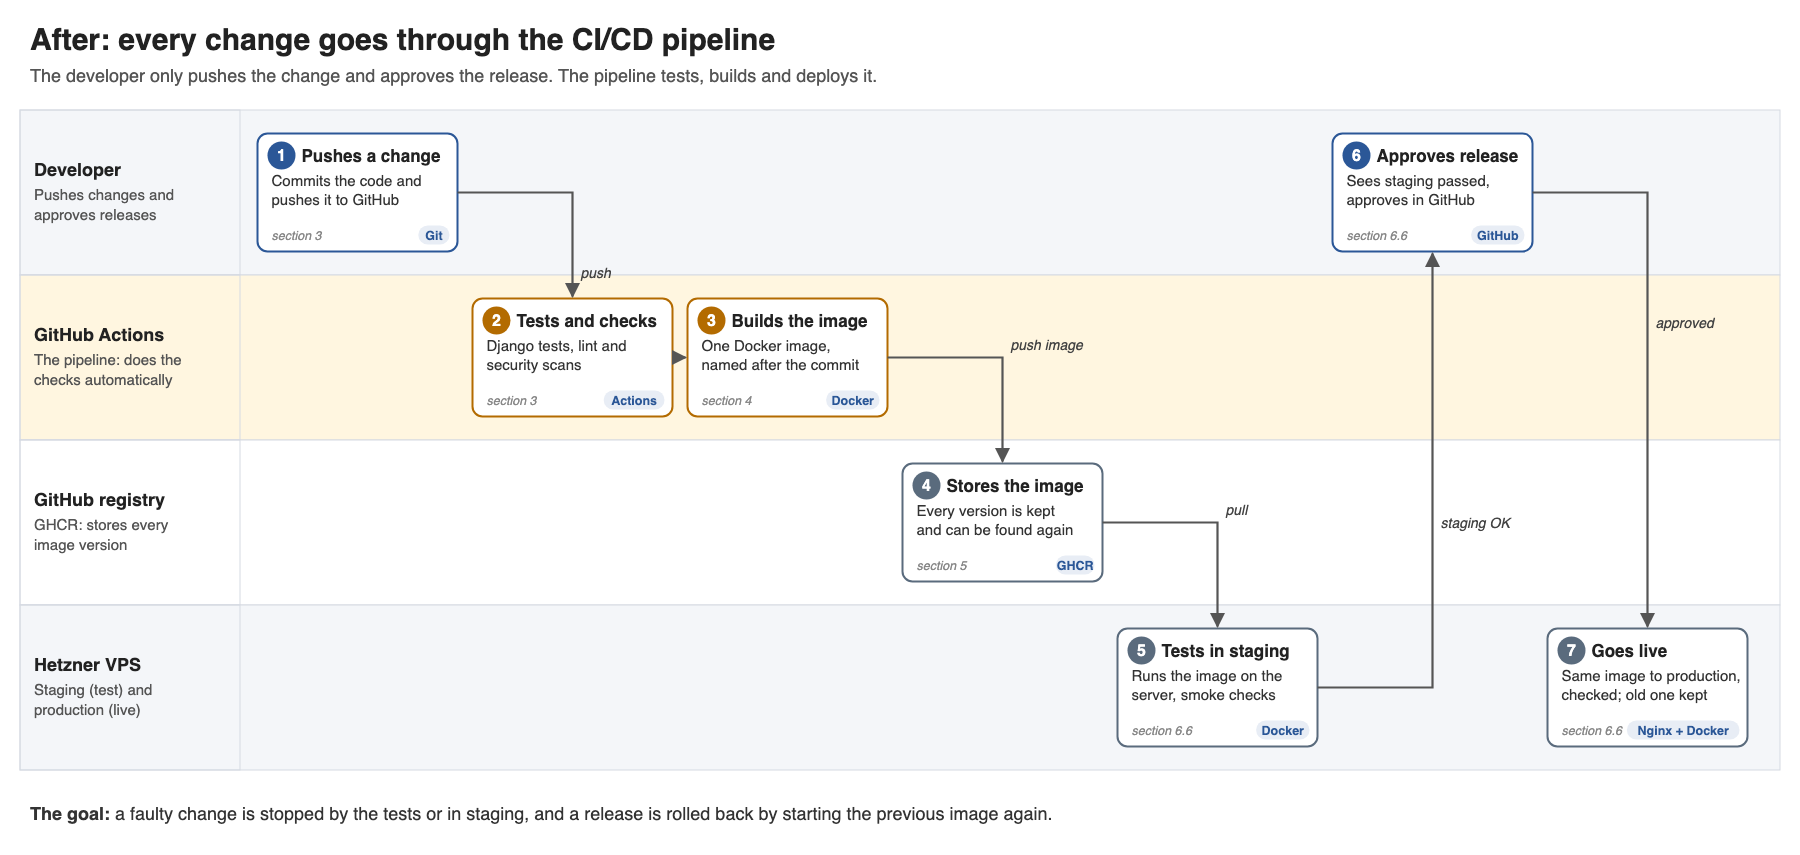 After: every change goes through the CI/CD pipeline
The developer only pushes the change and approves the release. The pipeline tests, builds and deploys it.
Developer
Pushes changes and
approves releases
1 Pushes a change
Commits the code and
pushes it to GitHub
section 3 Git
6 Approves release
Sees staging passed,
approves in GitHub
section 6.6 GitHub
push
GitHub Actions
The pipeline: does the
checks automatically
2 Tests and checks
Django tests, lint and
security scans
section 3 Actions
3 Builds the image
One Docker image,
named after the commit
section 4 Docker
push image
approved
GitHub registry
GHCR: stores every
image version
4 Stores the image
Every version is kept
and can be found again
section 5 GHCR
pull
staging OK
Hetzner VPS
Staging (test) and
production (live)
5 Tests in staging
Runs the image on the
server, smoke checks
section 6.6 Docker
7 Goes live
Same image to production,
checked; old one kept
section 6.6 Nginx + Docker
The goal: a faulty change is stopped by the tests or in staging, and a release is rolled back by starting the previous image again.